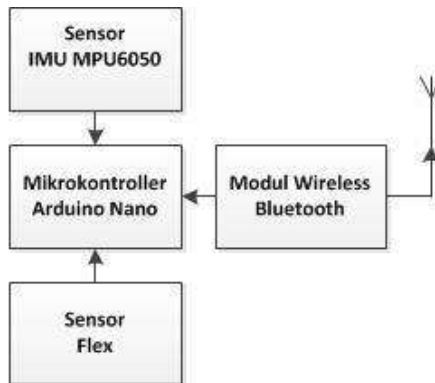 Sensor
IMU MPU6050
Mikrokontroller
Arduino Nano
Modul Wireless
Bluetooth
Sensor
Flex